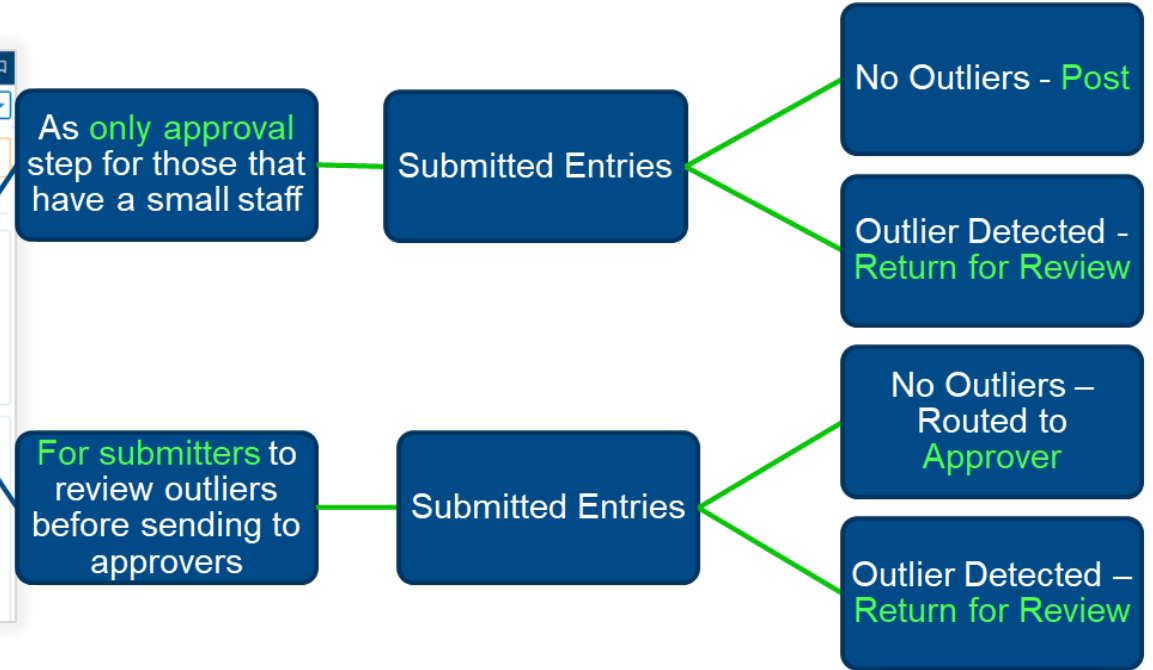 As only approval
step for those that
have a small staff
Submitted Entries
No Outliers - Post
Outlier Detected -
Return for Review
For submitters to
review outliers
before sending to
approvers
Submitted Entries
No Outliers –
Routed to
Approver
Outlier Detected –
Return for Review